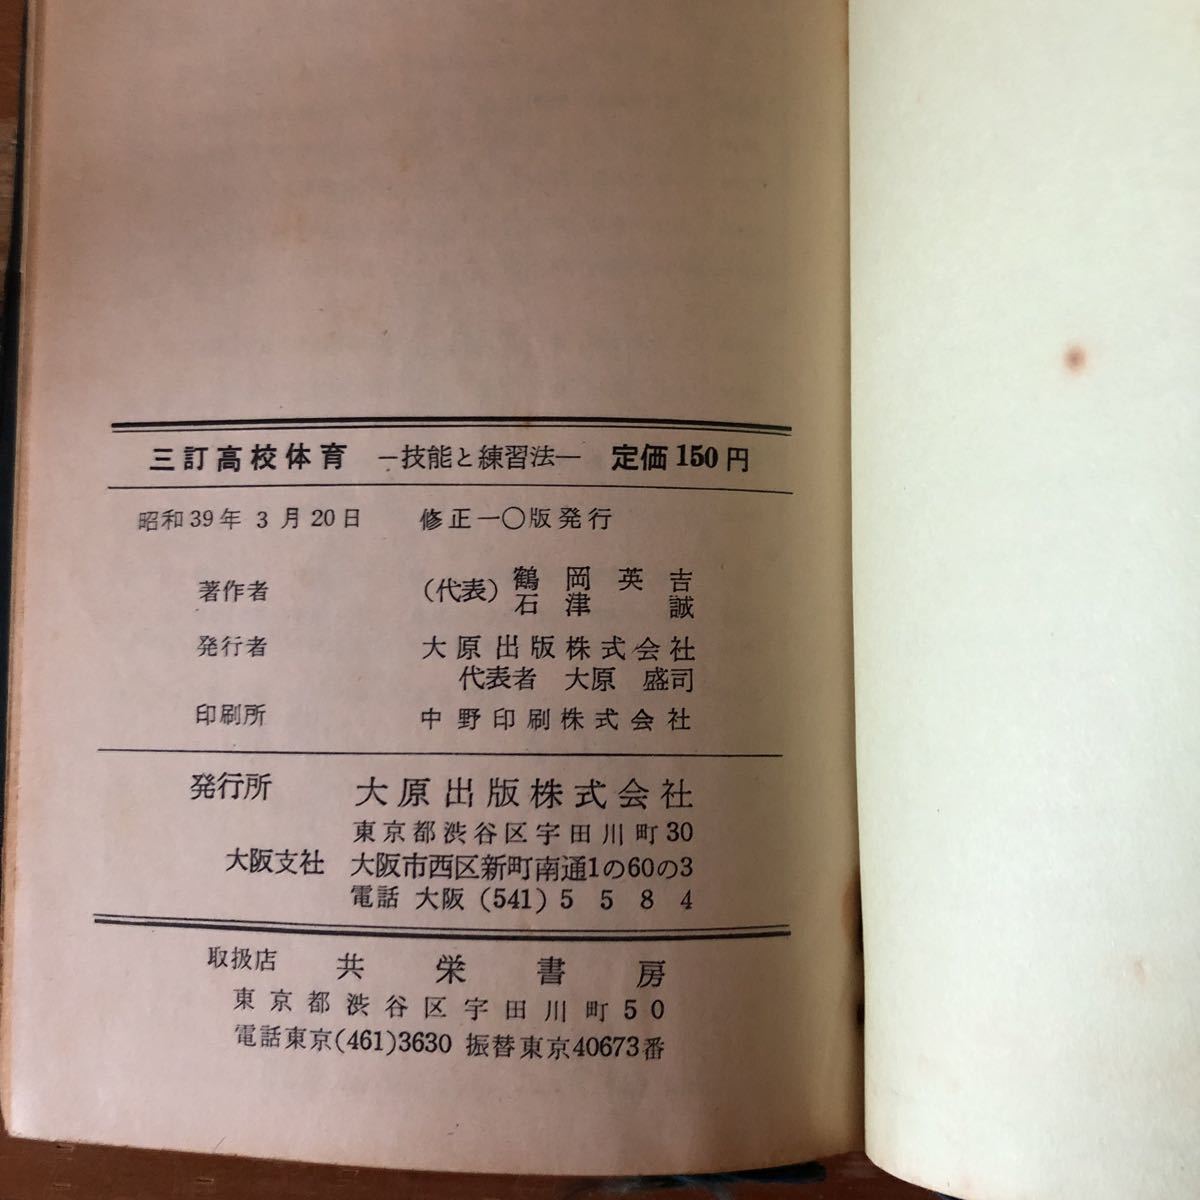 三訂高校体育 ―技能と練習法― 定価150円
昭和39年3月20日 修正一〇版発行
著作者 (代表) 鶴岡英吉
石津誠
発行者 大原出版株式会社
代表者 大原盛司
印刷所 中野印刷株式会社
発行所 大原出版株式会社
東京都渋谷区宇田川町30
大阪支社 大阪市西区新町南通1の60の3
電話 大阪 (541) 5584
取扱店 共栄書房
東京都渋谷区宇田川町50
電話東京(461)3630 振替東京40673番